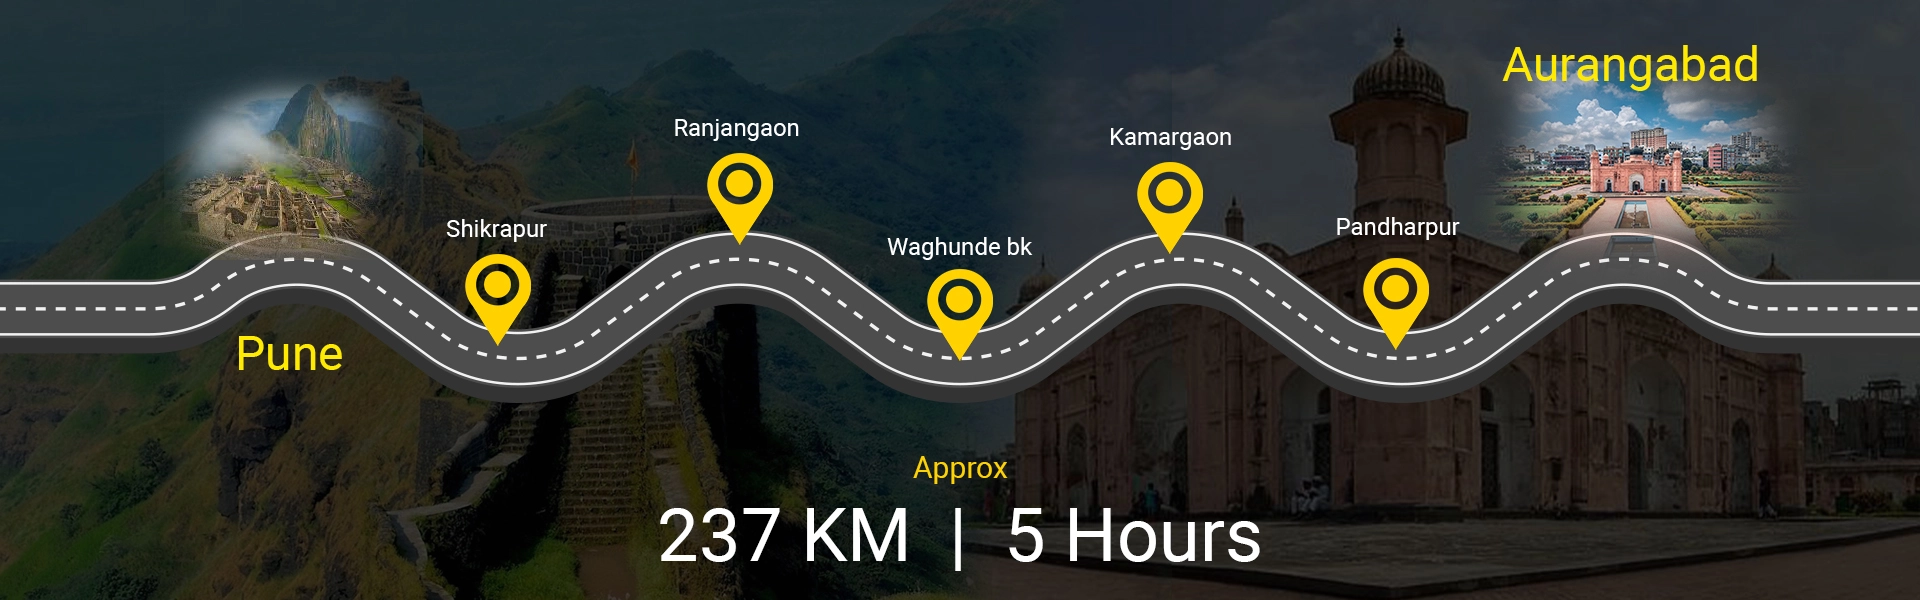 Aurangabad
Ranjangaon
Kamargaon
Shikrapur
Waghunde bk
Pandharpur
Pune
Approx
237 KM | 5 Hours